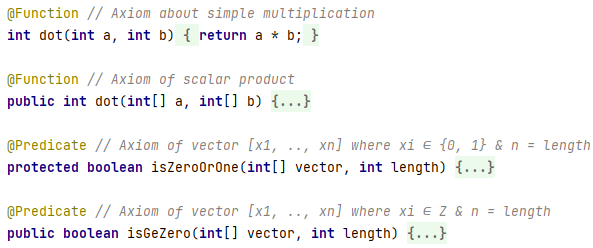 @Function // Axiom about simple multiplication
int dot(int a, int b) { return a * b; }
@Function // Axiom of scalar product
public int dot(int[] a, int[] b) {...}
@Predicate // Axiom of vector [x1, .., xn] where xi ∈ {0, 1} & n = length
protected boolean isZeroOrOne(int[] vector, int length) {...}
@Predicate // Axiom of vector [x1, .., xn] where xi ∈ Z & n = length
public boolean isGeZero(int[] vector, int length) {...}